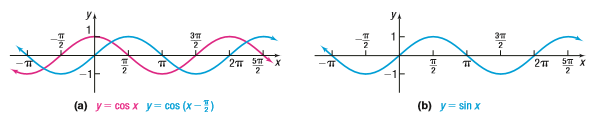 y
1
−π/2
3π/2
−π
π/2
π
2π
5π/2
x
−1
(a) y = cos x y = cos (x − π/2)
y
1
−π/2
3π/2
−π
π/2
π
2π
5π/2
x
−1
(b) y = sin x